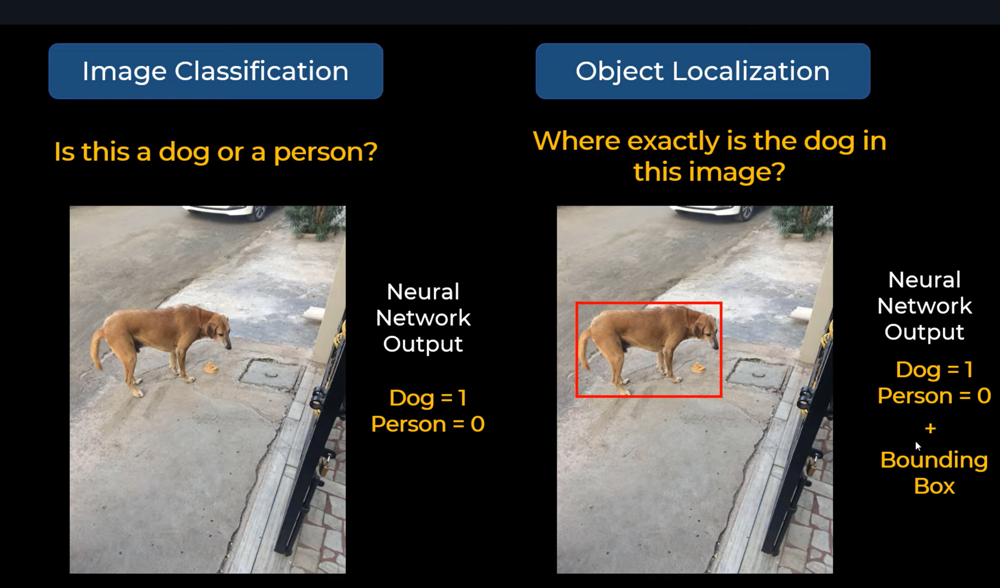 Image Classification
Is this a dog or a person?
Neural
Network
Output
Dog = 1
Person = 0
Object Localization
Where exactly is the dog in
this image?
Neural
Network
Output
Dog = 1
Person = 0
+
Bounding
Box